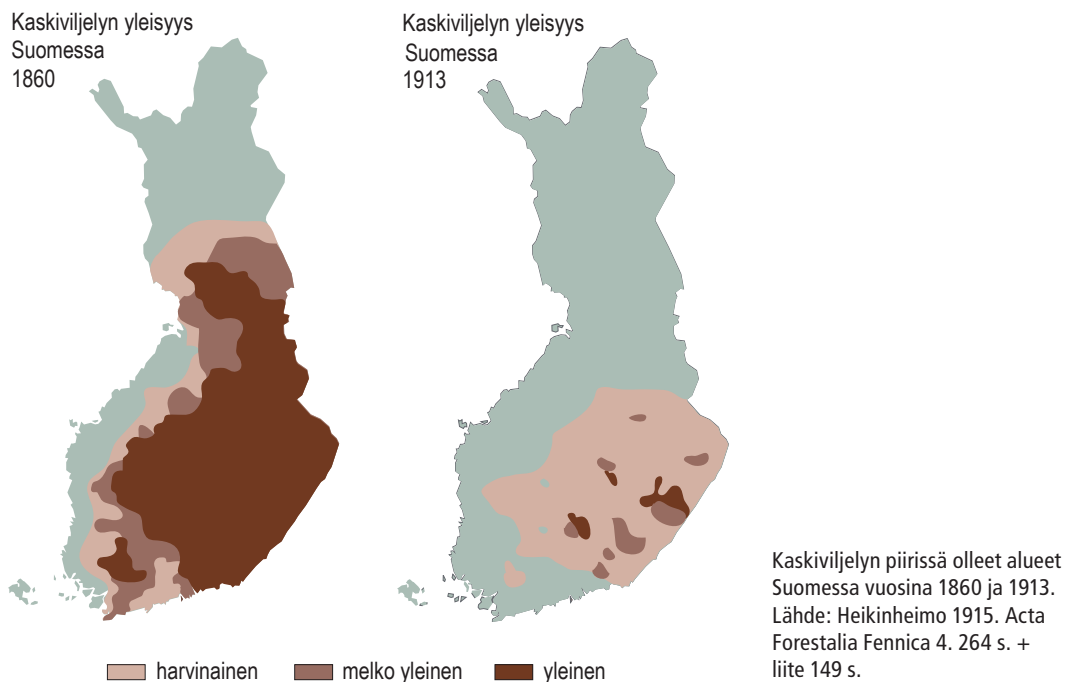 Kaskiviljelyn yleisyys
Suomessa
1860
Kaskiviljelyn yleisyys
Suomessa
1913
harvinainen
melko yleinen
yleinen
Kaskiviljelyn piirissä olleet alueet
Suomessa vuosina 1860 ja 1913.
Lähde: Heikinheimo 1915. Acta
Forestalia Fennica 4. 264 s. +
liite 149 s.